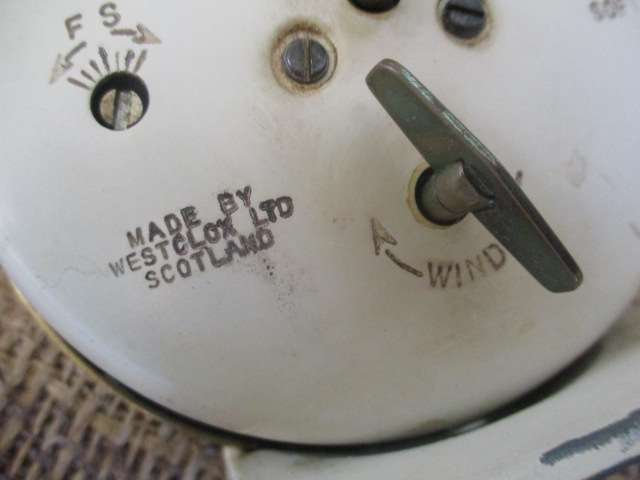 F S
MADE BY
WESTCLOX LTD
SCOTLAND
WIND